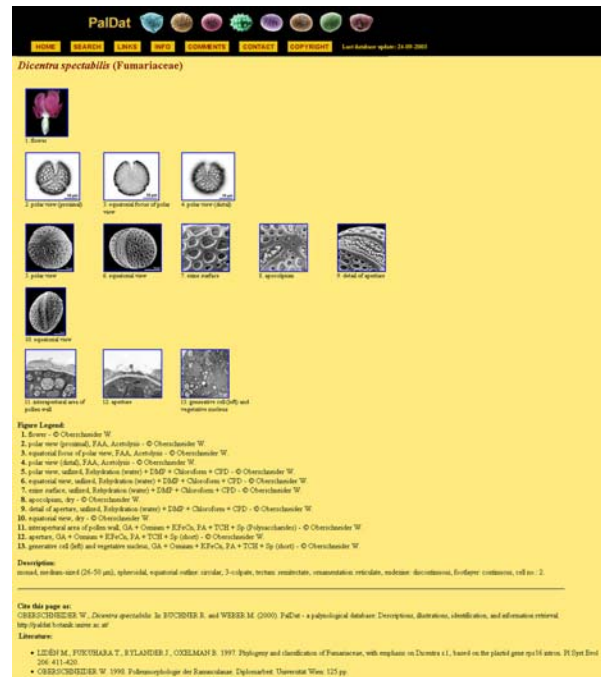 PalDat
HOME SEARCH LINKS INFO COMMENTS CONTACT COPYRIGHT Last database update: 24-09-2003
Dicentra spectabilis (Fumariaceae)
1. flower
2. polar view (proximal) 3. equatorial focus of polar view 4. polar view (distal)
5. polar view 6. equatorial view 7. exine surface 8. apocolpium 9. detail of aperture
10. equatorial view
11. interapertural area of pollen wall 12. aperture 13. generative cell (left) and vegetative nucleus
Figure Legend:
1. flower - © Oberschneider W.
2. polar view (proximal), FAA, Acetolysis - © Oberschneider W.
3. equatorial focus of polar view, FAA, Acetolysis - © Oberschneider W.
4. polar view (distal), FAA, Acetolysis - © Oberschneider W.
5. polar view, unfixed, Rehydration (water) + DMP + Chloroform + CPD - © Oberschneider W.
6. equatorial view, unfixed, Rehydration (water) + DMP + Chloroform + CPD - © Oberschneider W.
7. exine surface, unfixed, Rehydration (water) + DMP + Chloroform + CPD - © Oberschneider W.
8. apocolpium, dry - © Oberschneider W.
9. detail of aperture, unfixed, Rehydration (water) + DMP + Chloroform + CPD - © Oberschneider W.
10. equatorial view, dry - © Oberschneider W.
11. interapertural area of pollen wall, GA + Osmium + KFeCn, PA + TCH + Sp (Polysaccharides) - © Oberschneider W.
12. aperture, GA + Osmium + KFeCn, PA + TCH + Sp (short) - © Oberschneider W.
13. generative cell (left) and vegetative nucleus, GA + Osmium + KFeCn, PA + TCH + Sp (short) - © Oberschneider W.
Description:
monad, medium-sized (26-50 µm), spheroidal, equatorial outline: circular, 3-colpate, tectum: semitectate, ornamentation: reticulate, endexine: discontinuous, footlayer: continuous, cell no.: 2.
Cite this page as:
OBERSCHNEIDER W., Dicentra spectabilis. In: BUCHNER R. and WEBER M. (2000). PalDat - a palynological database: Descriptions, illustrations, identification, and information retrieval.
http://paldat.botanik.univie.ac.at/
Literature:
LIDÉN M., FUKUHARA T., RYLANDER J., OXELMAN B. 1997. Phylogeny and classification of Fumariaceae, with emphasis on Dicentra s.l., based on the plastid gene rps16 intron. Pl Syst Evol
206: 411-420.
OBERSCHNEIDER W. 1998. Pollenmorphologie der Ranunculanae. Diplomarbeit. Universität Wien: 125 pp.